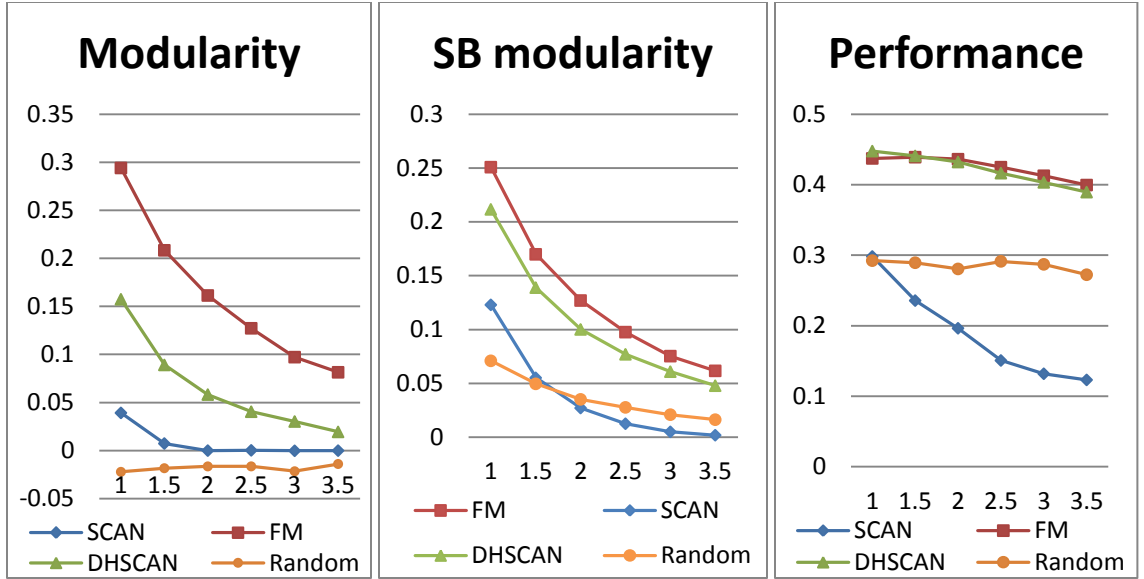 Modularity
0.35
0.3
0.25
0.2
0.15
0.1
0.05
0
-0.05
1 1.5 2 2.5 3 3.5
SCAN FM
DHSCAN Random
SB modularity
0.3
0.25
0.2
0.15
0.1
0.05
0
1 1.5 2 2.5 3 3.5
FM SCAN
DHSCAN Random
Performance
0.5
0.4
0.3
0.2
0.1
0
1 1.5 2 2.5 3 3.5
SCAN FM
DHSCAN Random